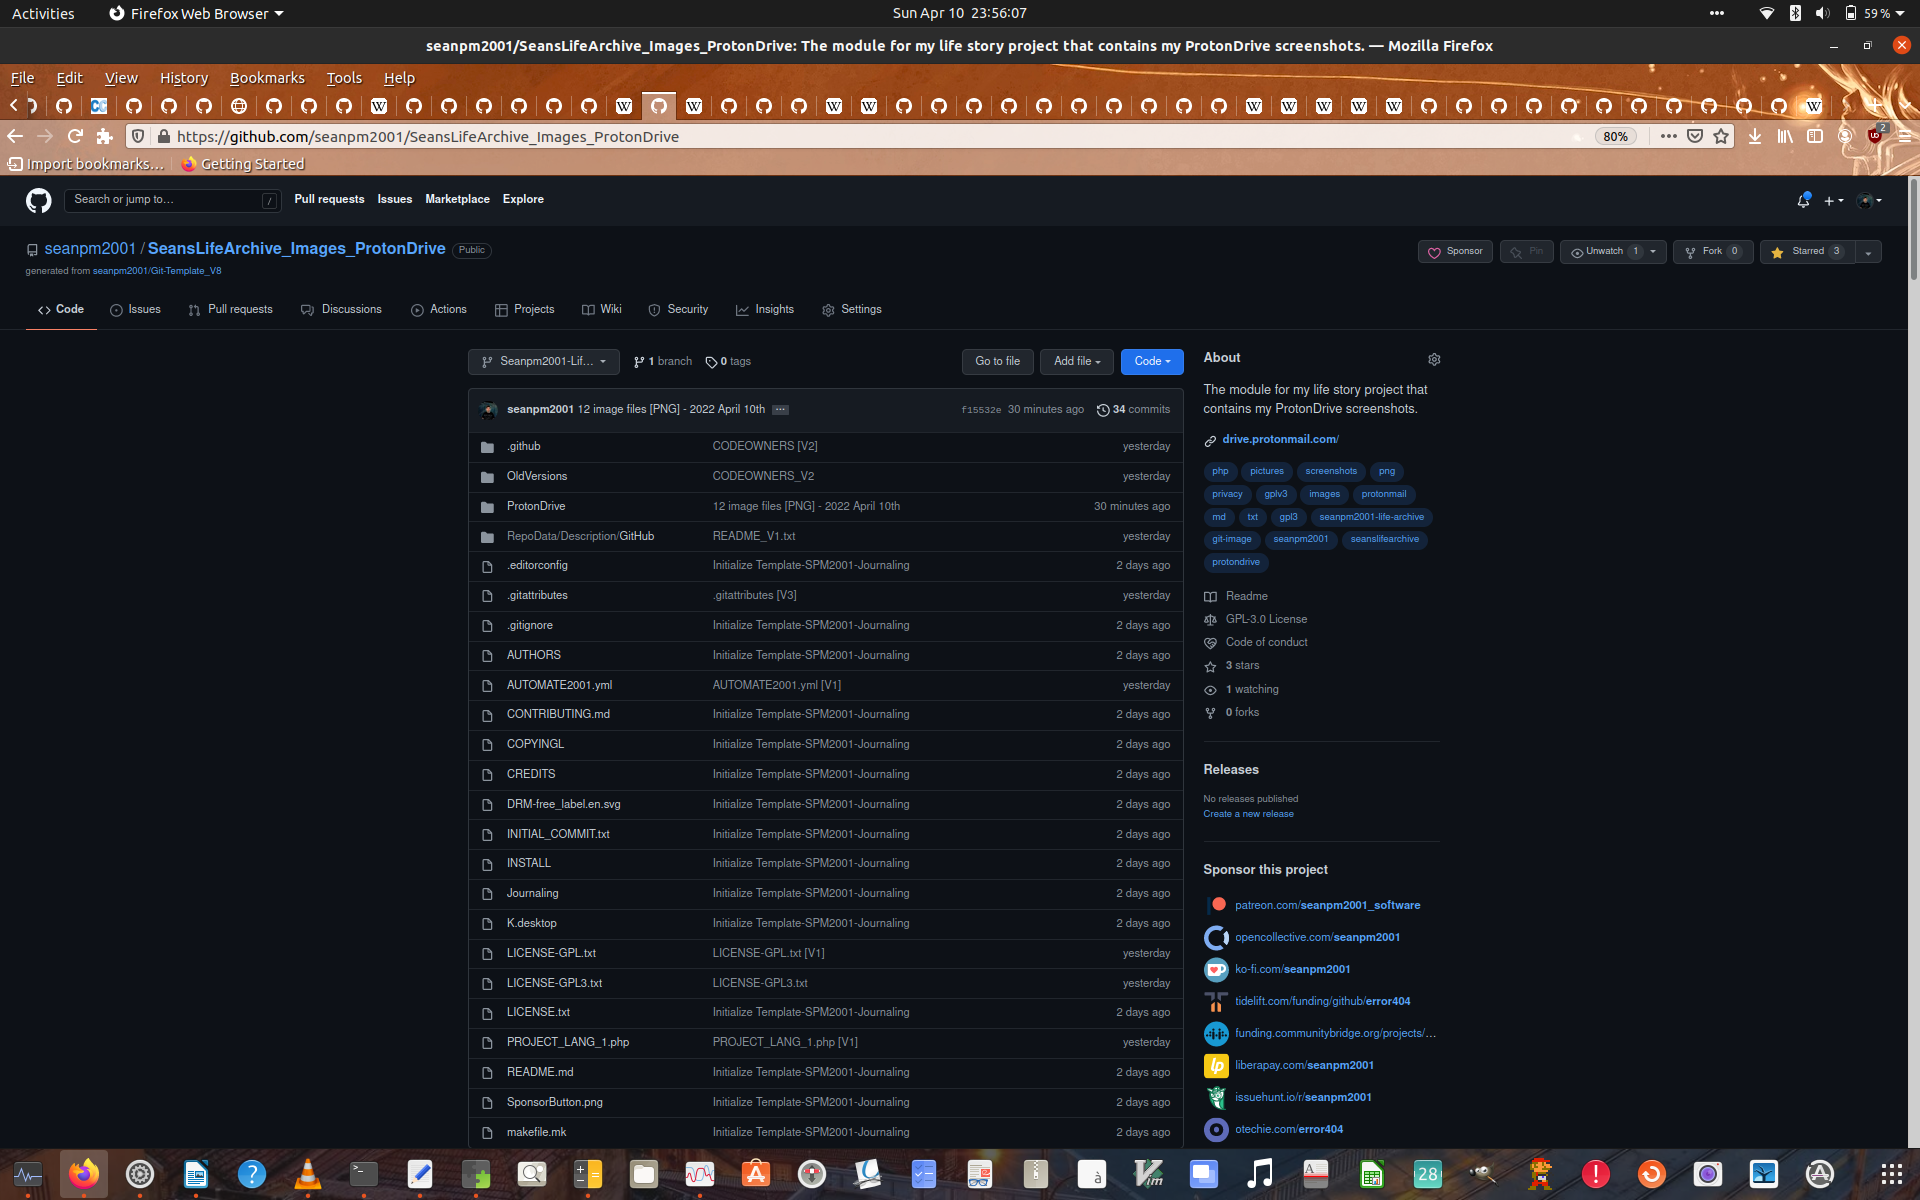 Activities Firefox Web Browser Sun Apr 10 23:56:07 59 %
seanpm2001/SeansLifeArchive_Images_ProtonDrive: The module for my life story project that contains my ProtonDrive screenshots. — Mozilla Firefox
File Edit View History Bookmarks Tools Help
https://github.com/seanpm2001/SeansLifeArchive_Images_ProtonDrive 80% 2
Import bookmarks... Getting Started
Search or jump to... / Pull requests Issues Marketplace Explore
seanpm2001 / SeansLifeArchive_Images_ProtonDrive Public Sponsor Pin Unwatch 1 Fork 0 Starred 3
generated from seanpm2001/Git-Template_V8
Code Issues Pull requests Discussions Actions Projects Wiki Security Insights Settings
Seanpm2001-Lif... 1 branch 0 tags Go to file Add file Code
seanpm2001 12 image files [PNG] - 2022 April 10th ... f15532e 30 minutes ago 34 commits
.github CODEOWNERS [V2] yesterday
OldVersions CODEOWNERS_V2 yesterday
ProtonDrive 12 image files [PNG] - 2022 April 10th 30 minutes ago
RepoData/Description/GitHub README_V1.txt yesterday
.editorconfig Initialize Template-SPM2001-Journaling 2 days ago
.gitattributes .gitattributes [V3] yesterday
.gitignore Initialize Template-SPM2001-Journaling 2 days ago
AUTHORS Initialize Template-SPM2001-Journaling 2 days ago
AUTOMATE2001.yml AUTOMATE2001.yml [V1] yesterday
CONTRIBUTING.md Initialize Template-SPM2001-Journaling 2 days ago
COPYINGL Initialize Template-SPM2001-Journaling 2 days ago
CREDITS Initialize Template-SPM2001-Journaling 2 days ago
DRM-free_label.en.svg Initialize Template-SPM2001-Journaling 2 days ago
INITIAL_COMMIT.txt Initialize Template-SPM2001-Journaling 2 days ago
INSTALL Initialize Template-SPM2001-Journaling 2 days ago
Journaling Initialize Template-SPM2001-Journaling 2 days ago
K.desktop Initialize Template-SPM2001-Journaling 2 days ago
LICENSE-GPL.txt LICENSE-GPL.txt [V1] yesterday
LICENSE-GPL3.txt LICENSE-GPL3.txt yesterday
LICENSE.txt Initialize Template-SPM2001-Journaling 2 days ago
PROJECT_LANG_1.php PROJECT_LANG_1.php [V1] yesterday
README.md Initialize Template-SPM2001-Journaling 2 days ago
SponsorButton.png Initialize Template-SPM2001-Journaling 2 days ago
makefile.mk Initialize Template-SPM2001-Journaling 2 days ago
About
The module for my life story project that
contains my ProtonDrive screenshots.
drive.protonmail.com/
php pictures screenshots png
privacy gplv3 images protonmail
md txt gpl3 seanpm2001-life-archive
git-image seanpm2001 seanslifearchive
protondrive
Readme
GPL-3.0 License
Code of conduct
3 stars
1 watching
0 forks
Releases
No releases published
Create a new release
Sponsor this project
patreon.com/seanpm2001_software
opencollective.com/seanpm2001
ko-fi.com/seanpm2001
tidelift.com/funding/github/error404
funding.communitybridge.org/projects/...
liberapay.com/seanpm2001
issuehunt.io/r/seanpm2001
otechie.com/error404
28